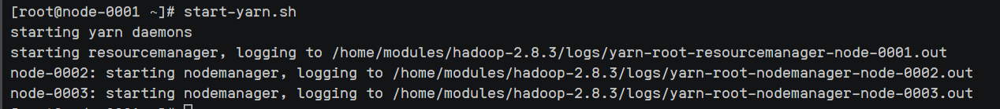 [root@node-0001 ~]# start-yarn.sh
starting yarn daemons
starting resourcemanager, logging to /home/modules/hadoop-2.8.3/logs/yarn-root-resourcemanager-node-0001.out
node-0002: starting nodemanager, logging to /home/modules/hadoop-2.8.3/logs/yarn-root-nodemanager-node-0002.out
node-0003: starting nodemanager, logging to /home/modules/hadoop-2.8.3/logs/yarn-root-nodemanager-node-0003.out